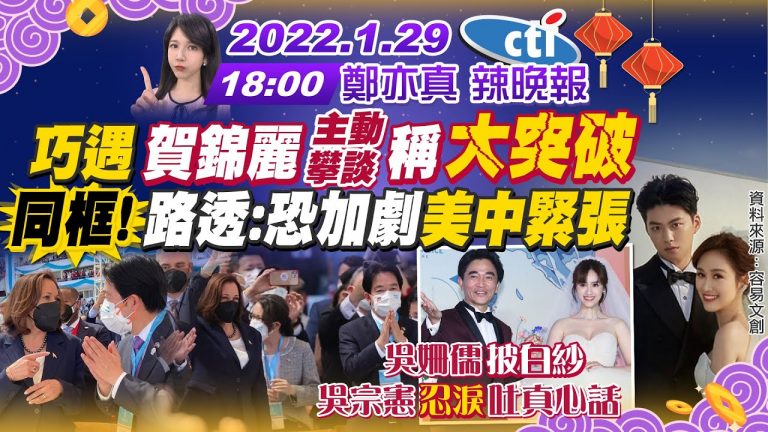 2022.1.29
cti
18:00 鄭亦真 辣晚報
巧遇 賀錦麗 主動攀談 稱 大突破
同框! 路透:恐加劇美中緊張
資料來源:容易文創
吳姍儒披白紗
吳宗憲忍淚吐真心話